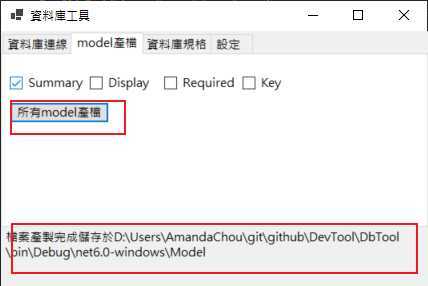 資料庫工具
資料庫連線 model產檔 資料庫規格 設定
Summary Display Required Key
所有model產檔
檔案產製完成儲存於D:\Users\AmandaChou\git\github\DevTool\DbTool
\bin\Debug\net6.0-windows\Model